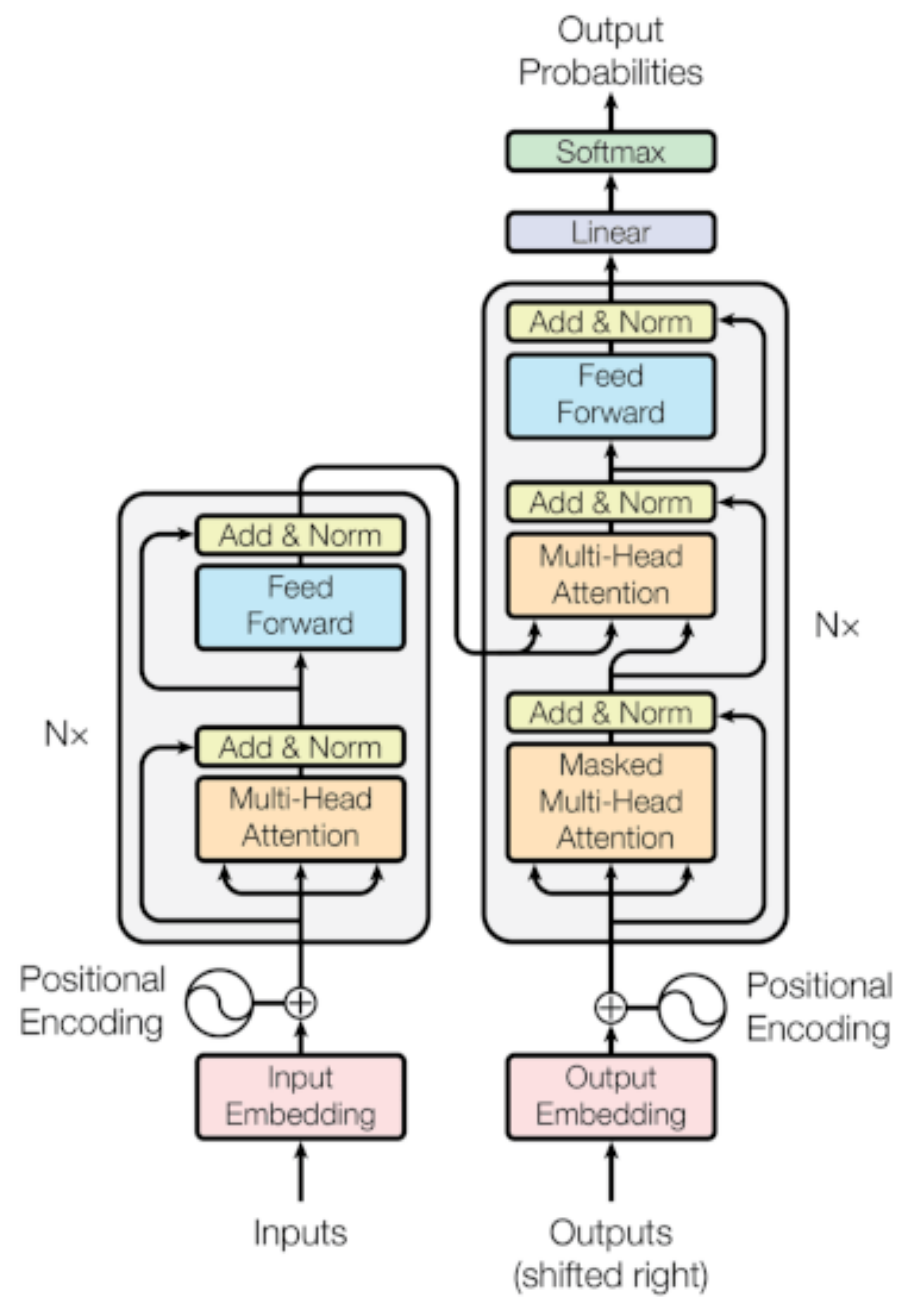 Output
Probabilities
Softmax
Linear
Add & Norm
Feed
Forward
Add & Norm
Multi-Head
Attention
N×
Add & Norm
Masked
Multi-Head
Attention
Add & Norm
Feed
Forward
N×
Add & Norm
Multi-Head
Attention
Positional
Encoding
Positional
Encoding
Input
Embedding
Output
Embedding
Inputs
Outputs
(shifted right)